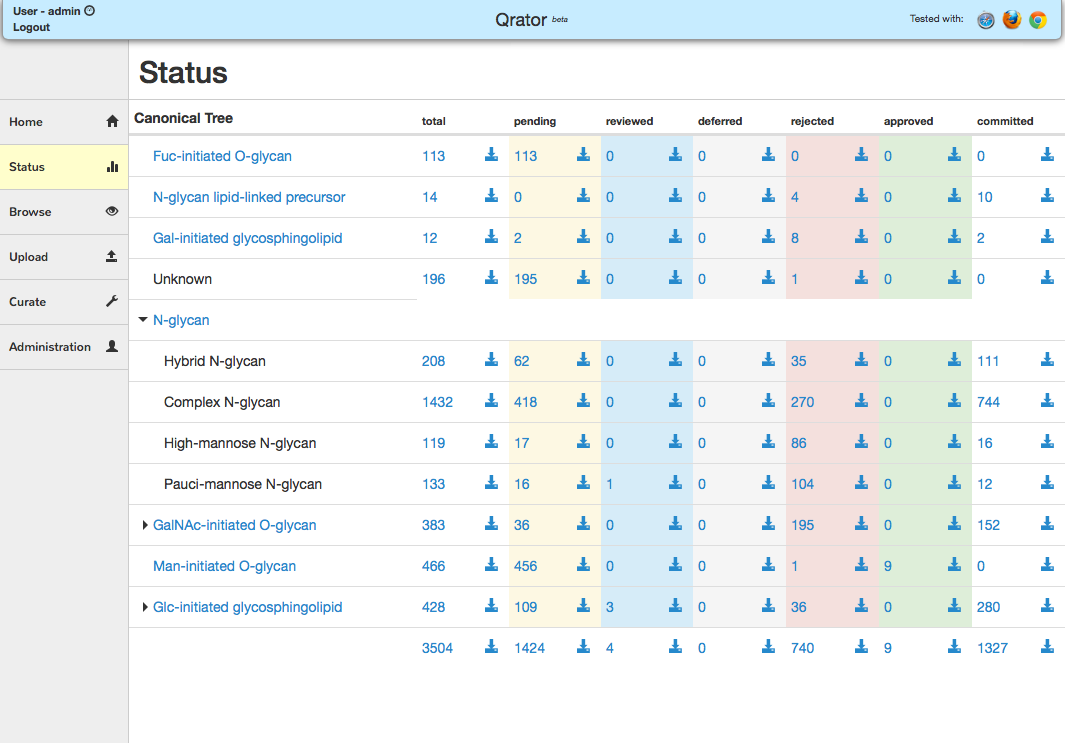 User - admin
Logout
Qrator beta
Tested with:
Status
Home
Status
Browse
Upload
Curate
Administration
Canonical Tree total pending reviewed deferred rejected approved committed
Fuc-initiated O-glycan 113 113 0 0 0 0 0
N-glycan lipid-linked precursor 14 0 0 0 4 0 10
Gal-initiated glycosphingolipid 12 2 0 0 8 0 2
Unknown 196 195 0 0 1 0 0
N-glycan
Hybrid N-glycan 208 62 0 0 35 0 111
Complex N-glycan 1432 418 0 0 270 0 744
High-mannose N-glycan 119 17 0 0 86 0 16
Pauci-mannose N-glycan 133 16 1 0 104 0 12
GalNAc-initiated O-glycan 383 36 0 0 195 0 152
Man-initiated O-glycan 466 456 0 0 1 9 0
Glc-initiated glycosphingolipid 428 109 3 0 36 0 280
3504 1424 4 0 740 9 1327